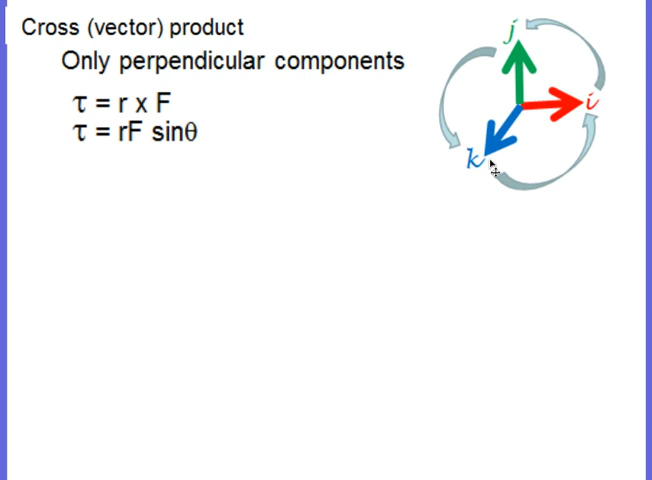 Cross (vector) product
Only perpendicular components
τ = r x F
τ = rF sinθ
j
i
k